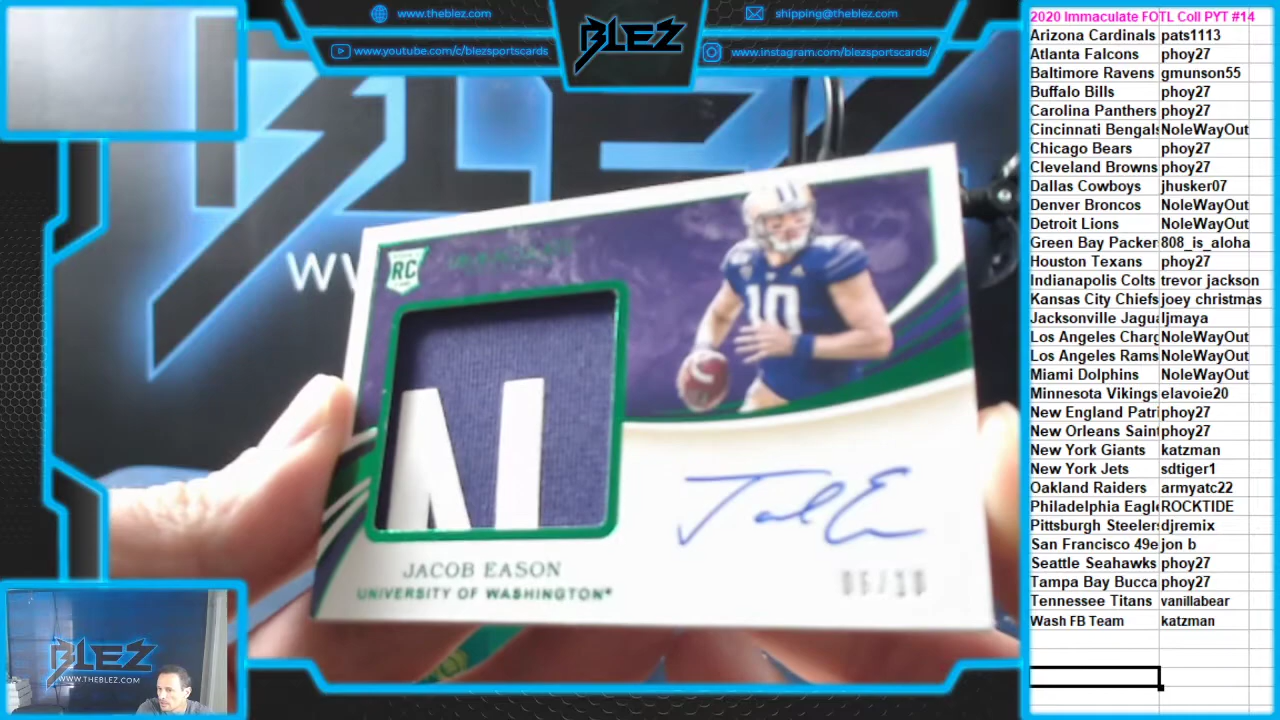 www.theblez.com
shipping@theblez.com
BLEZ
www.youtube.com/c/blezsportscards
www.instagram.com/blezsportscards/
RC
10
JACOB EASON
UNIVERSITY OF WASHINGTON
06/10
BLEZ
WWW.THEBLEZ.COM
2020 Immaculate FOTL Coll PYT #14
Arizona Cardinals pats1113
Atlanta Falcons phoy27
Baltimore Ravens gmunson55
Buffalo Bills phoy27
Carolina Panthers phoy27
Cincinnati Bengals NoleWayOut
Chicago Bears phoy27
Cleveland Browns phoy27
Dallas Cowboys jhusker07
Denver Broncos NoleWayOut
Detroit Lions NoleWayOut
Green Bay Packer 808_is_aloha
Houston Texans phoy27
Indianapolis Colts trevor jackson
Kansas City Chiefs joey christmas
Jacksonville Jagua ljmaya
Los Angeles Charg NoleWayOut
Los Angeles Rams NoleWayOut
Miami Dolphins NoleWayOut
Minnesota Vikings elavoie20
New England Patri phoy27
New Orleans Saint phoy27
New York Giants katzman
New York Jets sdtiger1
Oakland Raiders armyatc22
Philadelphia Eagle ROCKTIDE
Pittsburgh Steelers djremix
San Francisco 49e jon b
Seattle Seahawks phoy27
Tampa Bay Bucca phoy27
Tennessee Titans vanillabear
Wash FB Team katzman